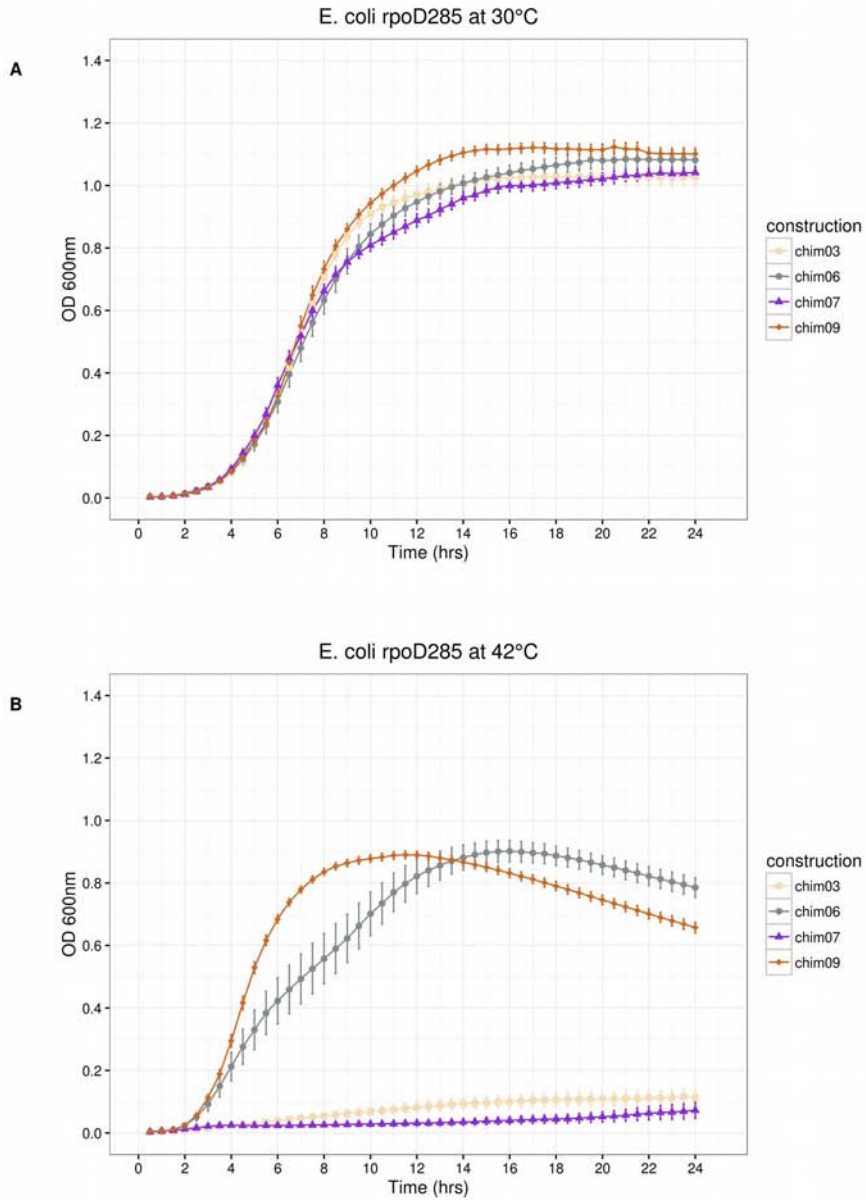 E. coli rpoD285 at 30°C
A
1.4
1.2
1.0
0.8
0.6
0.4
0.2
0.0
OD 600nm
0 2 4 6 8 10 12 14 16 18 20 22 24
Time (hrs)
construction
chim03
chim06
chim07
chim09
E. coli rpoD285 at 42°C
B
1.4
1.2
1.0
0.8
0.6
0.4
0.2
0.0
OD 600nm
0 2 4 6 8 10 12 14 16 18 20 22 24
Time (hrs)
construction
chim03
chim06
chim07
chim09